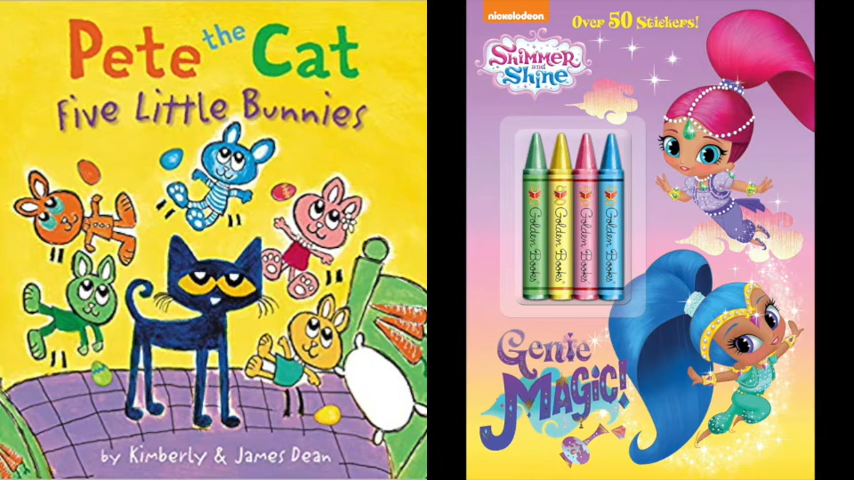 Pete the Cat
Five Little Bunnies
by Kimberly & James Dean
nickelodeon
Over 50 Stickers!
Shimmer
and
Shine
Golden Books
Golden Books
Golden Books
Golden Books
Genie
Magic!